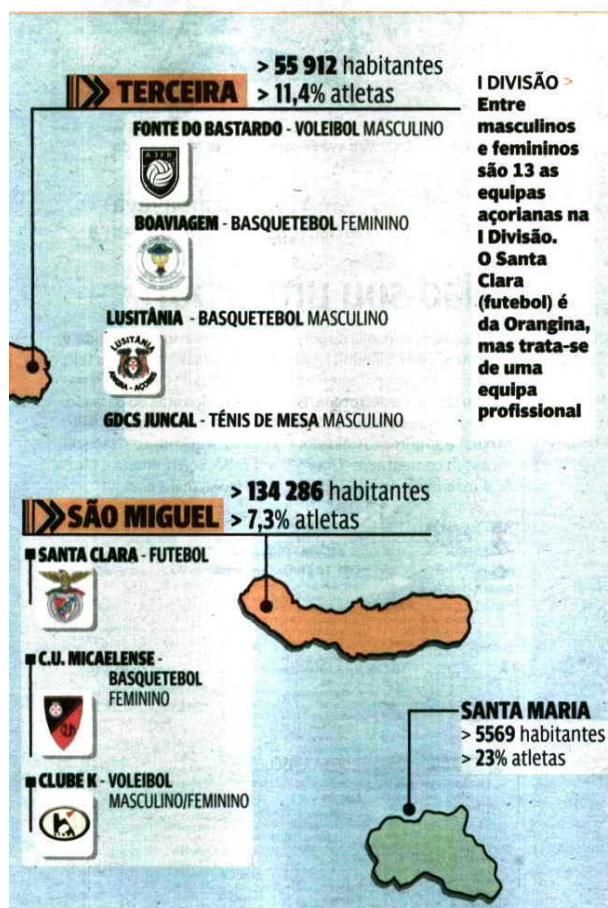 TERCEIRA
> 55 912 habitantes
> 11,4% atletas
FONTE DO BASTARDO - VOLEIBOL MASCULINO
BOAVIAGEM - BASQUETEBOL FEMININO
LUSITÂNIA - BASQUETEBOL MASCULINO
LUSITÂNIA
ANGRA - AÇORES
GDCS JUNCAL - TÉNIS DE MESA MASCULINO
I DIVISÃO >
Entre
masculinos
e femininos
são 13 as
equipas
açorianas na
I Divisão.
O Santa
Clara
(futebol) é
da Orangina,
mas trata-se
de uma
equipa
profissional
SÃO MIGUEL
> 134 286 habitantes
> 7,3% atletas
SANTA CLARA - FUTEBOL
C.U. MICAELENSE -
BASQUETEBOL
FEMININO
CLUBE K - VOLEIBOL
MASCULINO/FEMININO
SANTA MARIA
> 5569 habitantes
> 23% atletas